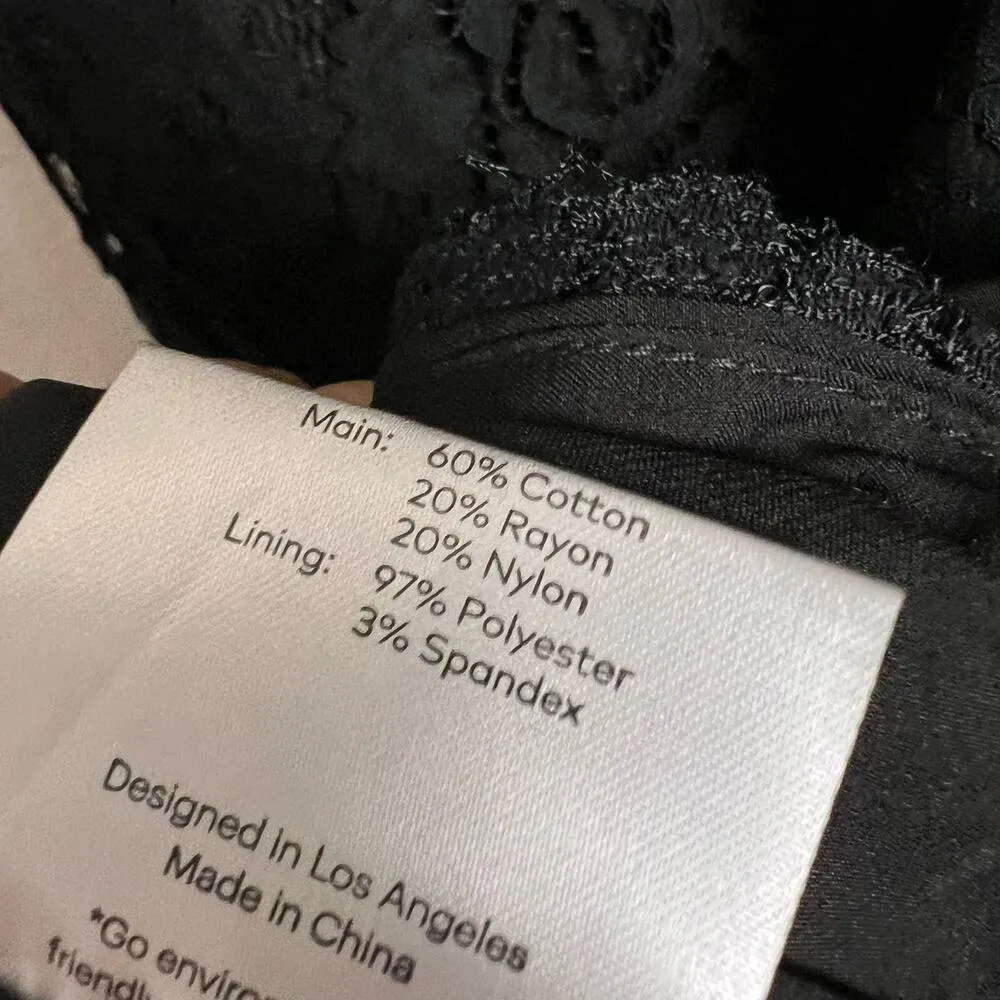 Main: 60% Cotton
20% Rayon
20% Nylon
Lining: 97% Polyester
3% Spandex
Designed in Los Angeles
Made in China
*Go